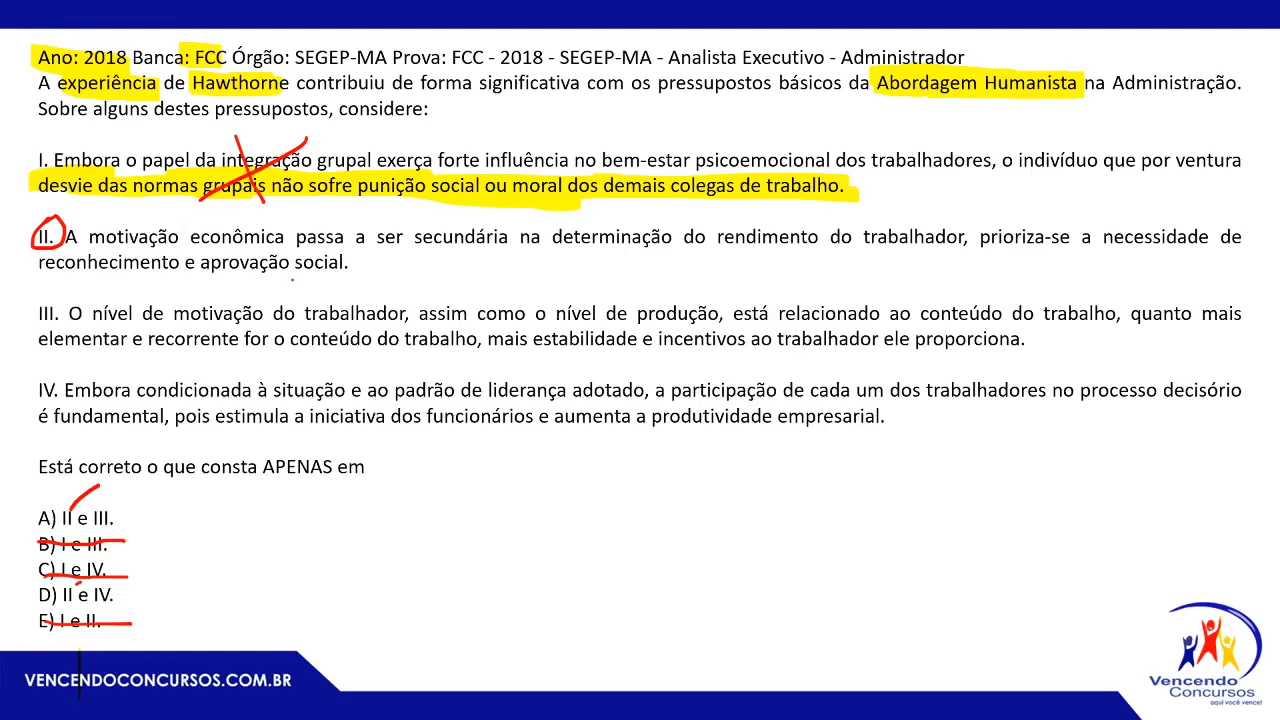 Ano: 2018 Banca: FCC Órgão: SEGEP-MA Prova: FCC - 2018 - SEGEP-MA - Analista Executivo - Administrador
A experiência de Hawthorne contribuiu de forma significativa com os pressupostos básicos da Abordagem Humanista na Administração.
Sobre alguns destes pressupostos, considere:
I. Embora o papel da integração grupal exerça forte influência no bem-estar psicoemocional dos trabalhadores, o indivíduo que por ventura
desvie das normas grupais não sofre punição social ou moral dos demais colegas de trabalho.
II. A motivação econômica passa a ser secundária na determinação do rendimento do trabalhador, prioriza-se a necessidade de
reconhecimento e aprovação social.
III. O nível de motivação do trabalhador, assim como o nível de produção, está relacionado ao conteúdo do trabalho, quanto mais
elementar e recorrente for o conteúdo do trabalho, mais estabilidade e incentivos ao trabalhador ele proporciona.
IV. Embora condicionada à situação e ao padrão de liderança adotado, a participação de cada um dos trabalhadores no processo decisório
é fundamental, pois estimula a iniciativa dos funcionários e aumenta a produtividade empresarial.
Está correto o que consta APENAS em
A) II e III.
B) I e III.
C) I e IV.
D) II e IV.
E) I e II.
VENCENDOCONCURSOS.COM.BR
Vencendo
Concursos
aqui você vence!